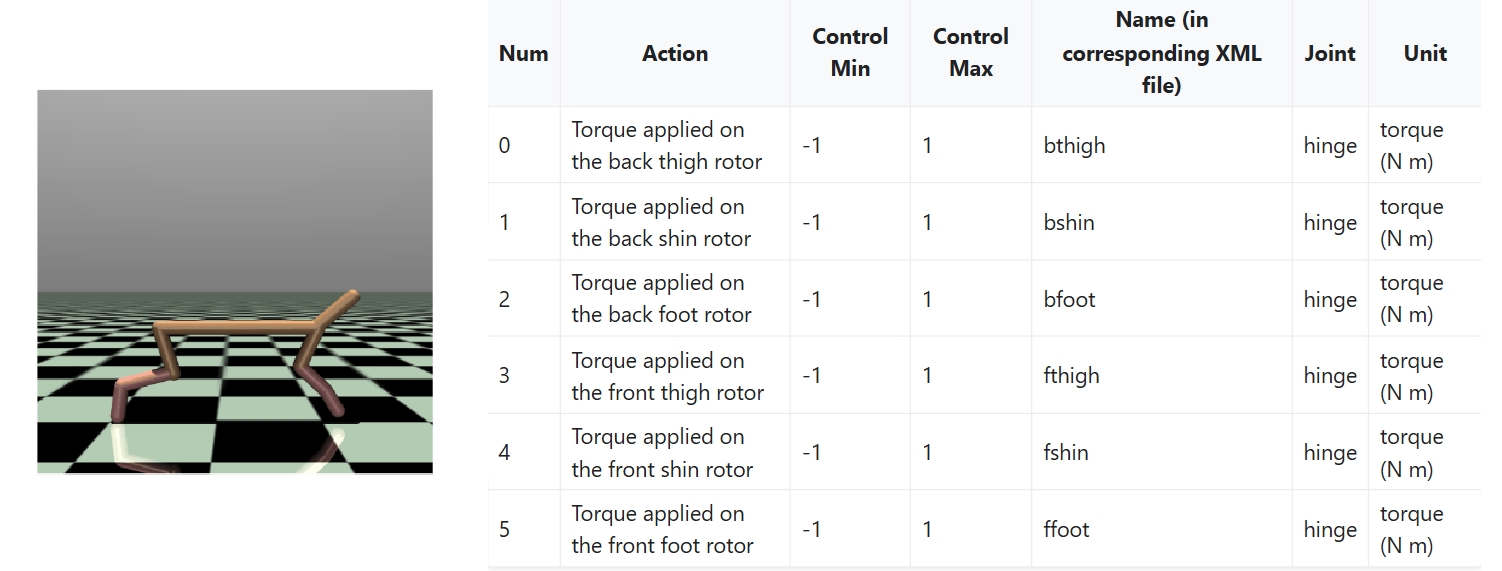 Num Action Control Min Control Max Name (in corresponding XML file) Joint Unit
0 Torque applied on the back thigh rotor -1 1 bthigh hinge torque (N m)
1 Torque applied on the back shin rotor -1 1 bshin hinge torque (N m)
2 Torque applied on the back foot rotor -1 1 bfoot hinge torque (N m)
3 Torque applied on the front thigh rotor -1 1 fthigh hinge torque (N m)
4 Torque applied on the front shin rotor -1 1 fshin hinge torque (N m)
5 Torque applied on the front foot rotor -1 1 ffoot hinge torque (N m)